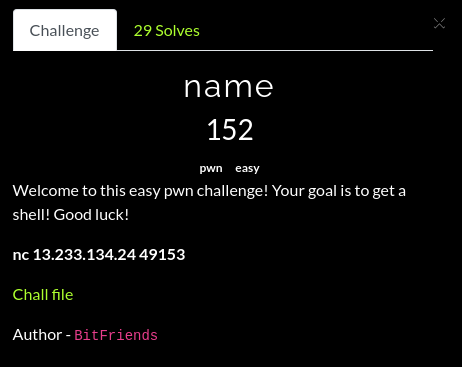 Challenge
29 Solves
name
152
pwn easy
Welcome to this easy pwn challenge! Your goal is to get a
shell! Good luck!
nc 13.233.134.24 49153
Chall file
Author - BitFriends